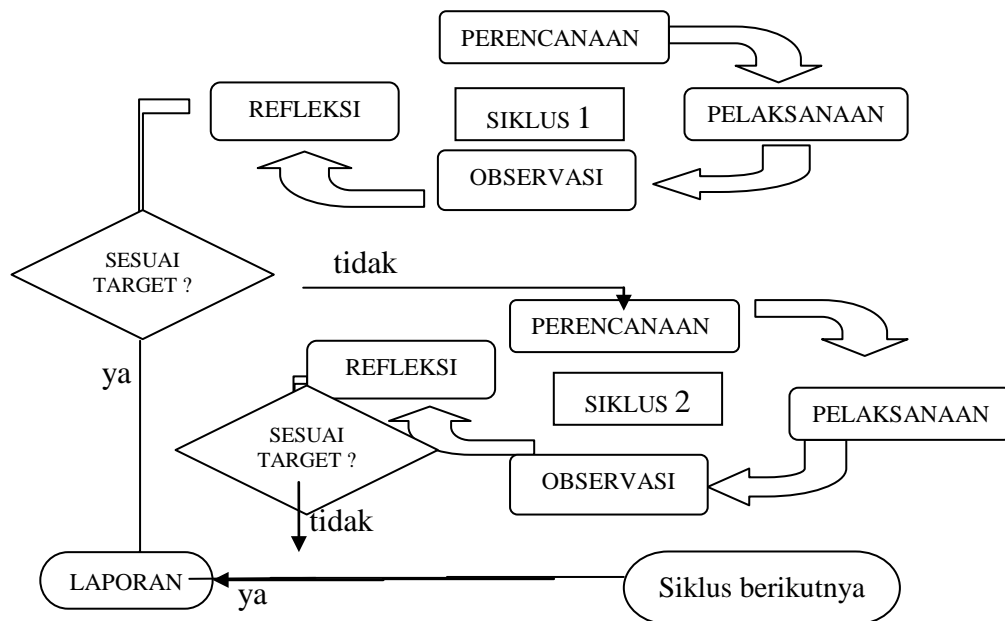 PERENCANAAN
REFLEKSI
SIKLUS 1
PELAKSANAAN
OBSERVASI
SESUAI
TARGET ?
tidak
PERENCANAAN
ya
REFLEKSI
SIKLUS 2
PELAKSANAAN
SESUAI
TARGET ?
OBSERVASI
tidak
LAPORAN
ya
Siklus berikutnya